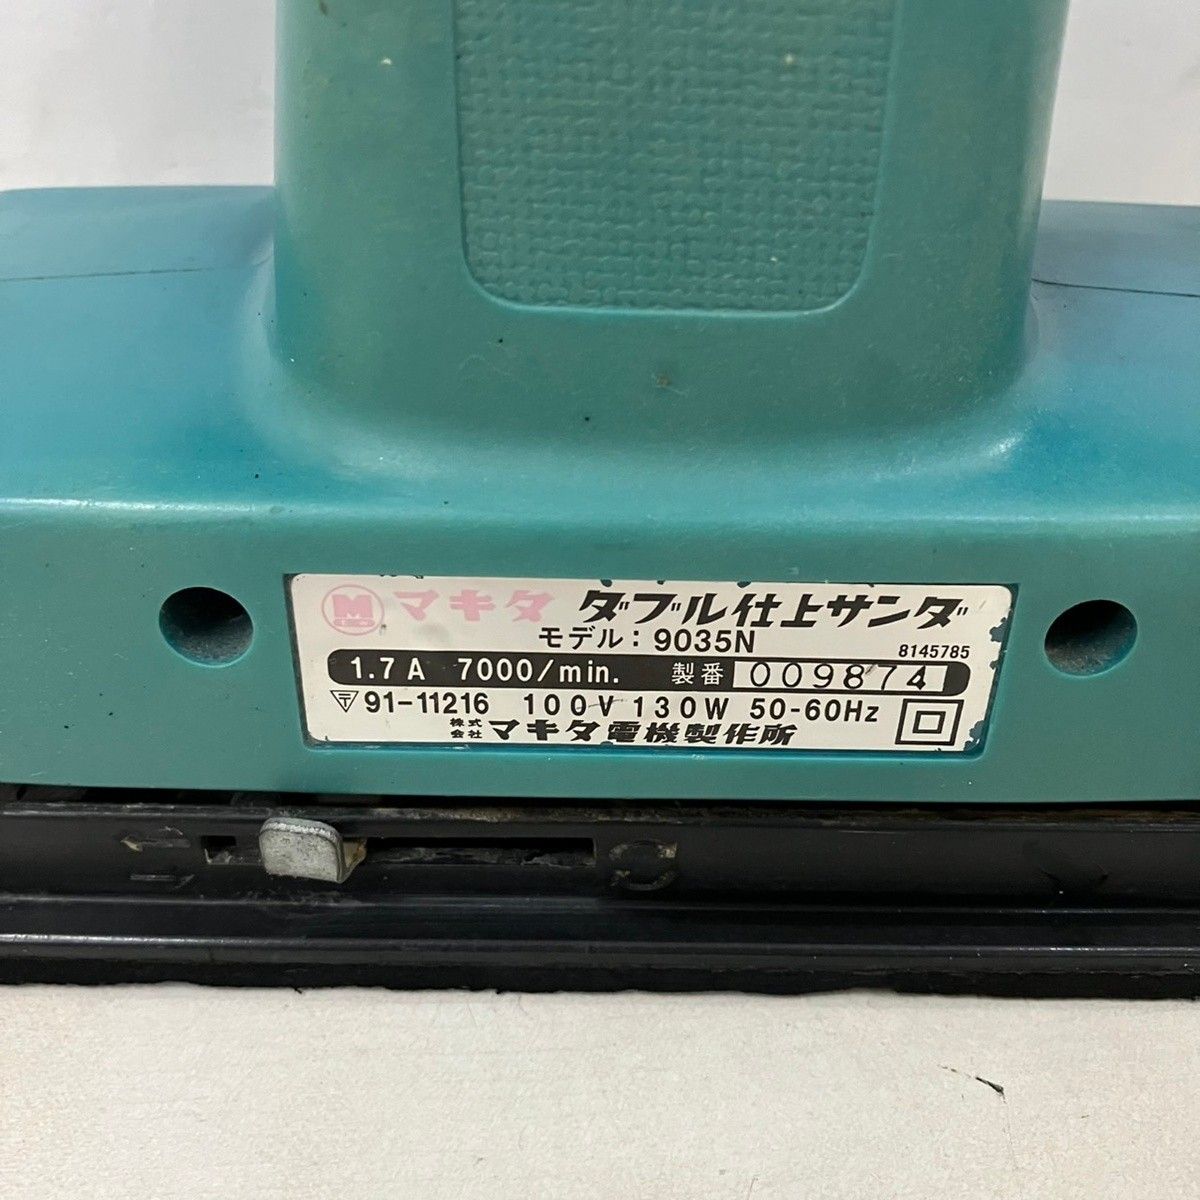 M マキタ ダブル仕上サンダ
モデル：9035N
8145785
1.7A 7000/min. 製番 009874
〒91-11216 100V 130W 50-60Hz
株式会社 マキタ電機製作所